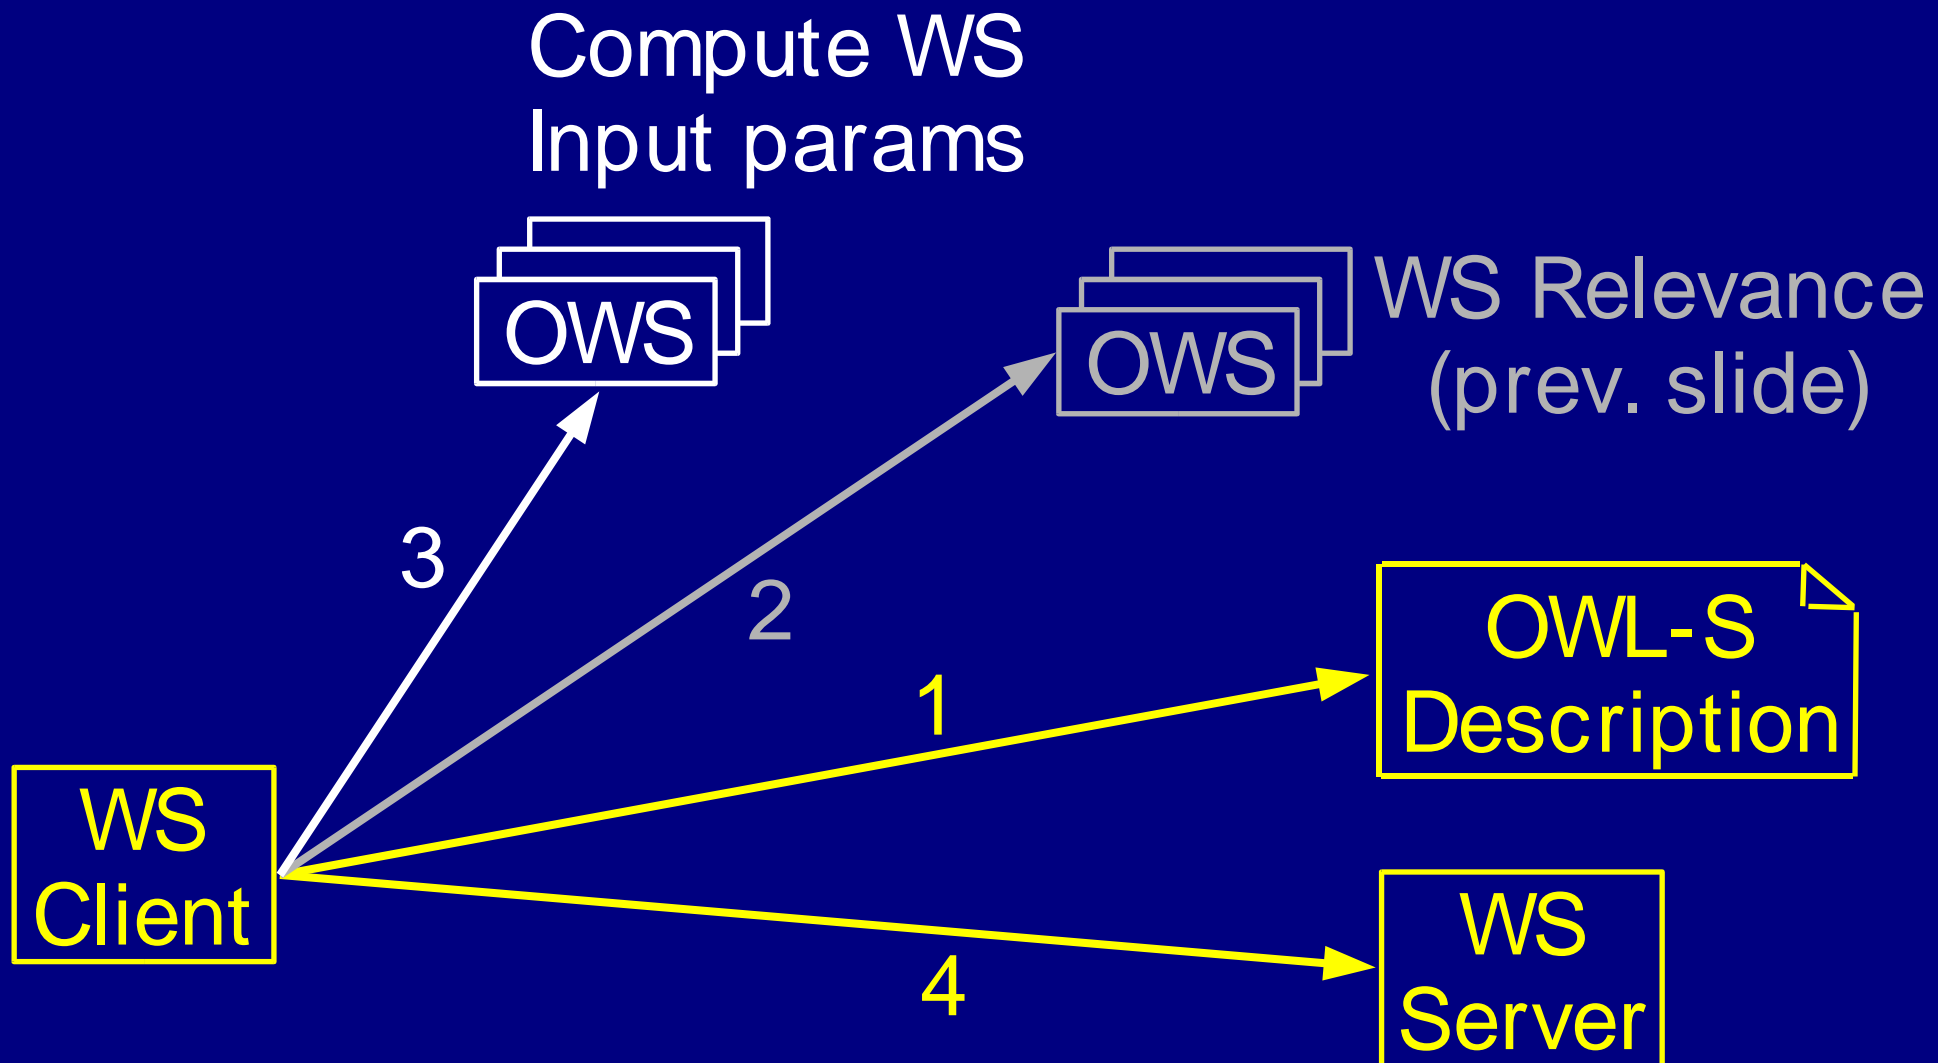 Compute WS
Input params
OWS
OWS
WS Relevance
(prev. slide)
3
2
1
OWL-S
Description
WS
Client
4
WS
Server